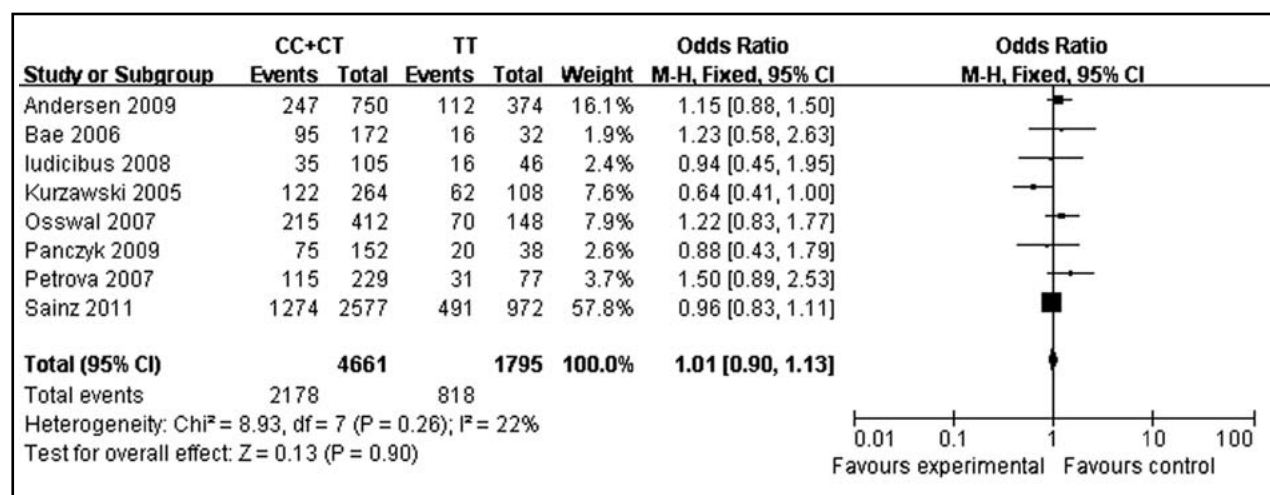 CC+CT TT Odds Ratio Odds Ratio
Study or Subgroup Events Total Events Total Weight M-H, Fixed, 95% CI M-H, Fixed, 95% CI
Andersen 2009 247 750 112 374 16.1% 1.15 [0.88, 1.50]
Bae 2006 95 172 16 32 1.9% 1.23 [0.58, 2.63]
Iudicibus 2008 35 105 16 46 2.4% 0.94 [0.45, 1.95]
Kurzawski 2005 122 264 62 108 7.6% 0.64 [0.41, 1.00]
Osswal 2007 215 412 70 148 7.9% 1.22 [0.83, 1.77]
Panczyk 2009 75 152 20 38 2.6% 0.88 [0.43, 1.79]
Petrova 2007 115 229 31 77 3.7% 1.50 [0.89, 2.53]
Sainz 2011 1274 2577 491 972 57.8% 0.96 [0.83, 1.11]
Total (95% CI) 4661 1795 100.0% 1.01 [0.90, 1.13]
Total events 2178 818
Heterogeneity: Chi² = 8.93, df = 7 (P = 0.26); I² = 22%
Test for overall effect: Z = 0.13 (P = 0.90)
0.01 0.1 1 10 100
Favours experimental Favours control